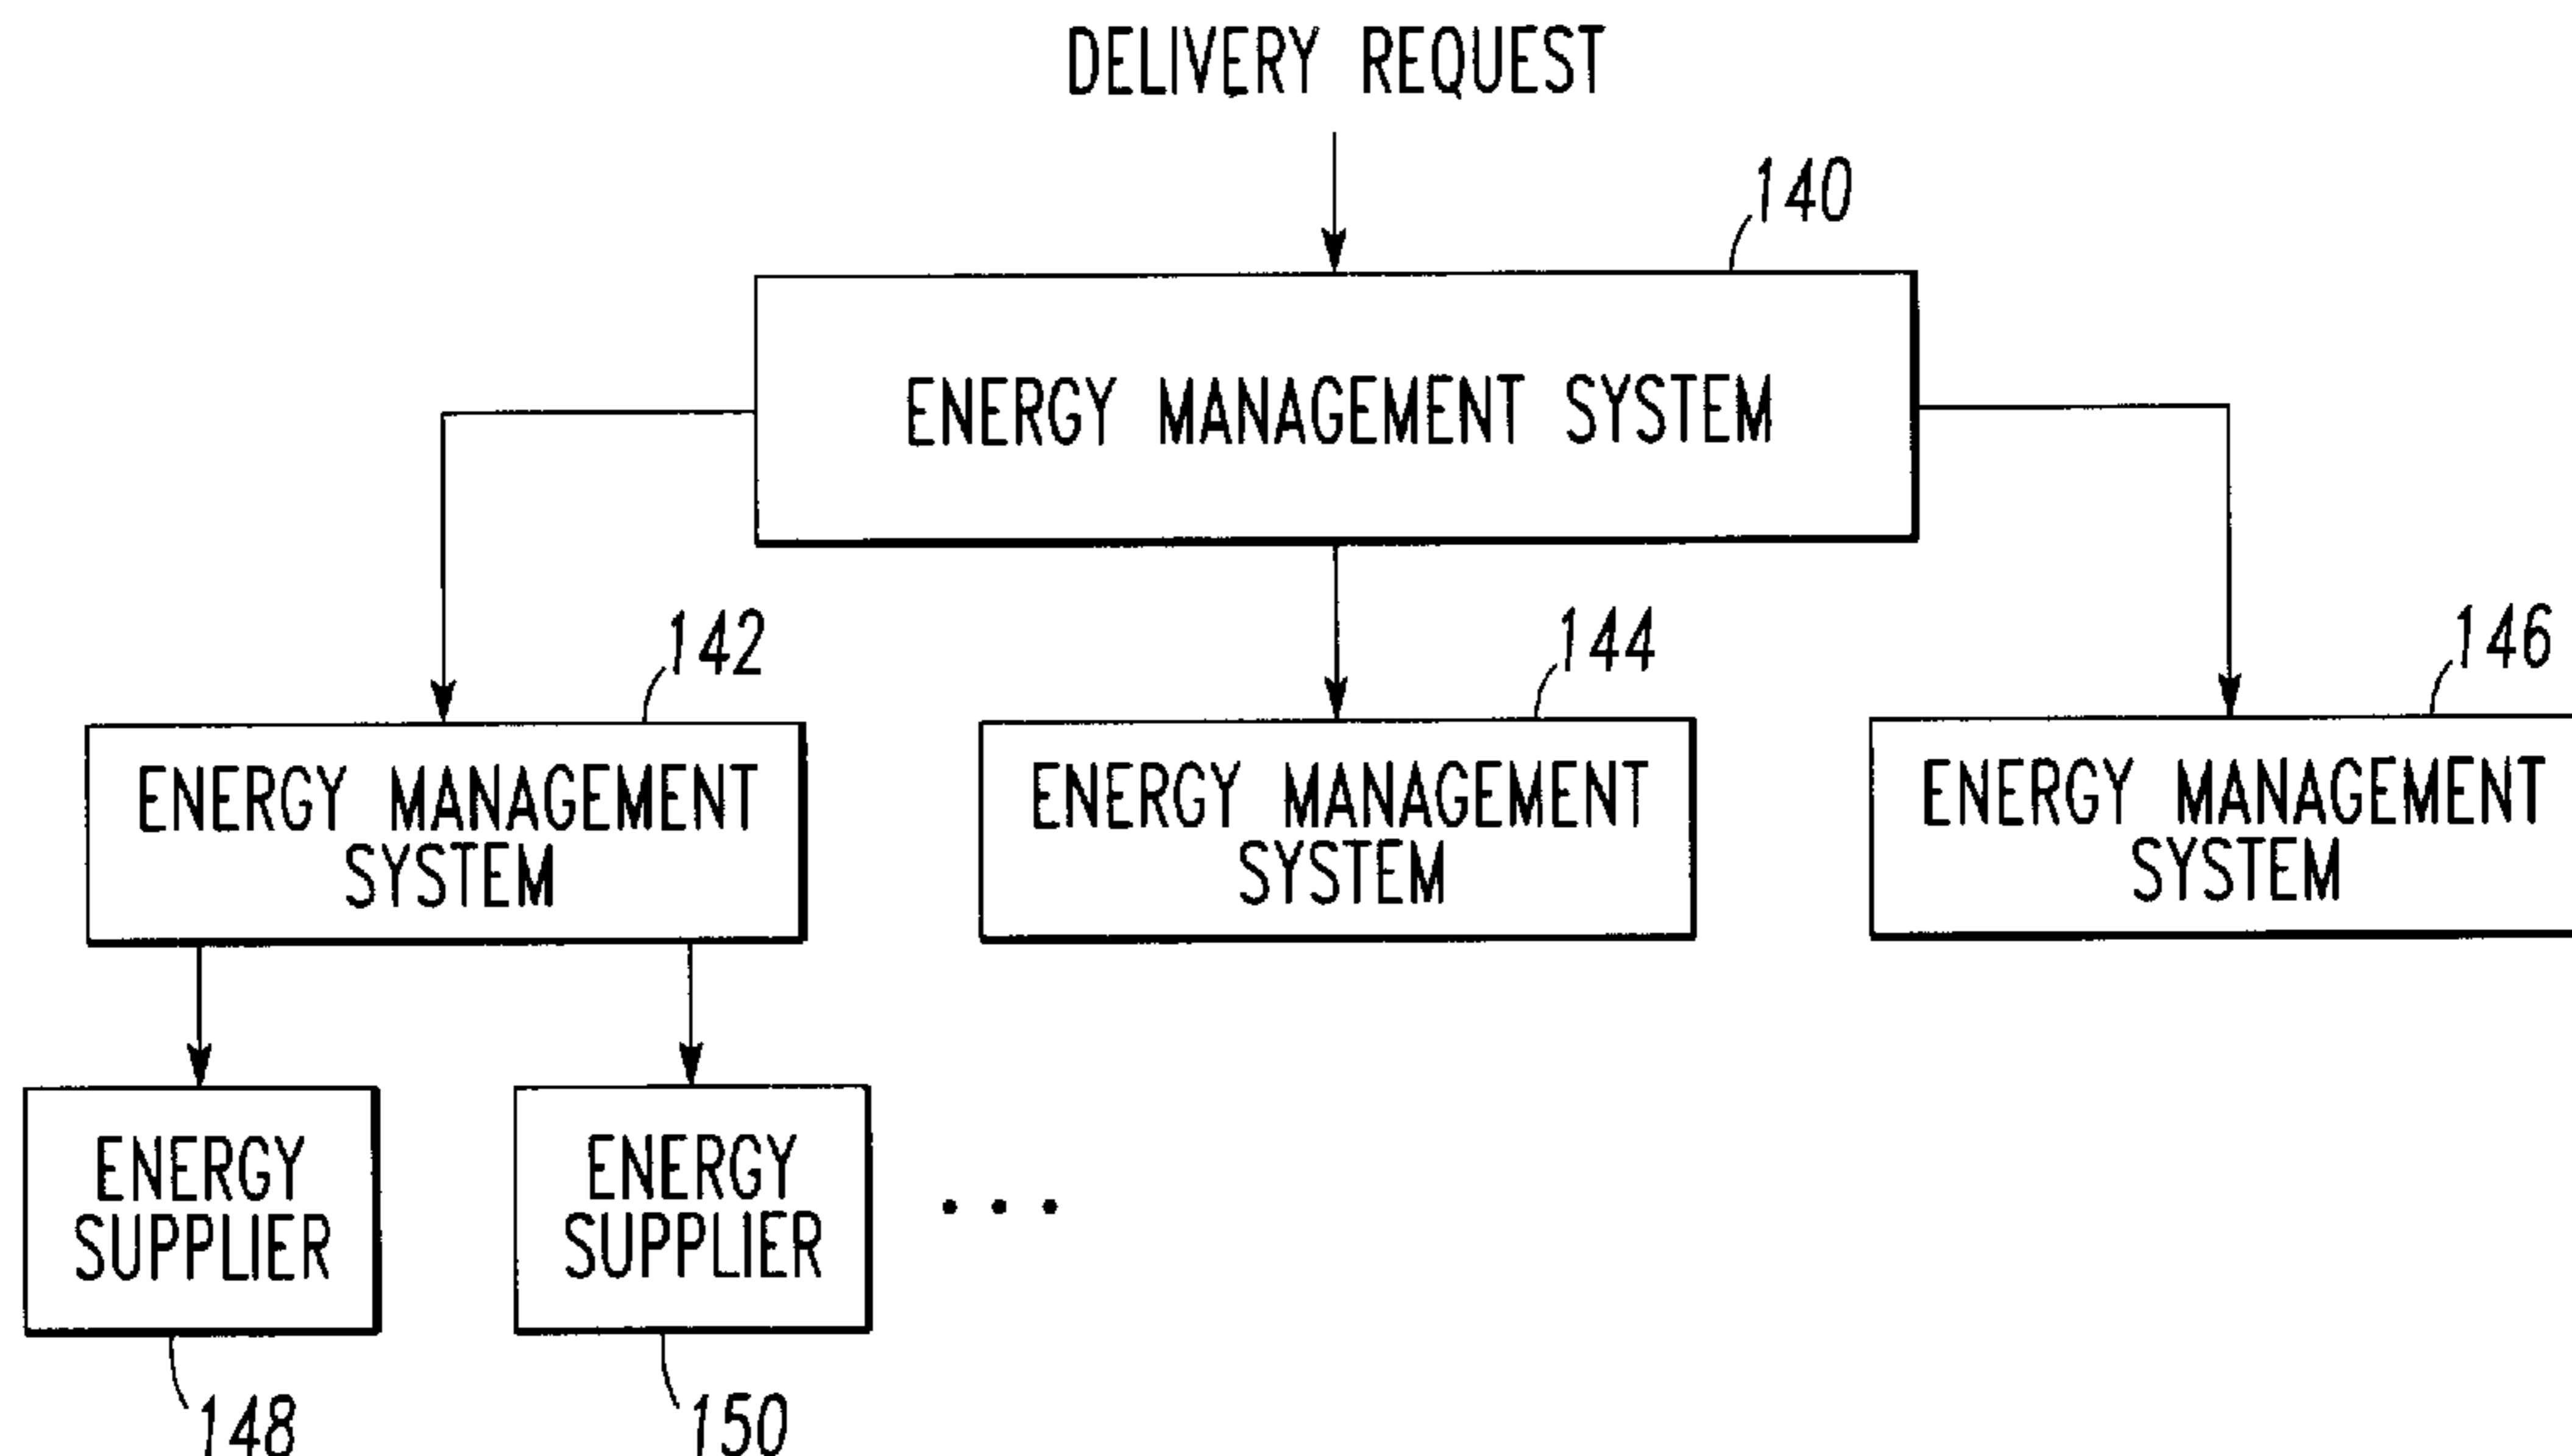 DELIVERY REQUEST
140
ENERGY MANAGEMENT SYSTEM
142
144
146
ENERGY MANAGEMENT
SYSTEM
ENERGY MANAGEMENT
SYSTEM
ENERGY MANAGEMENT
SYSTEM
ENERGY
SUPPLIER
ENERGY
SUPPLIER
. . .
148
150